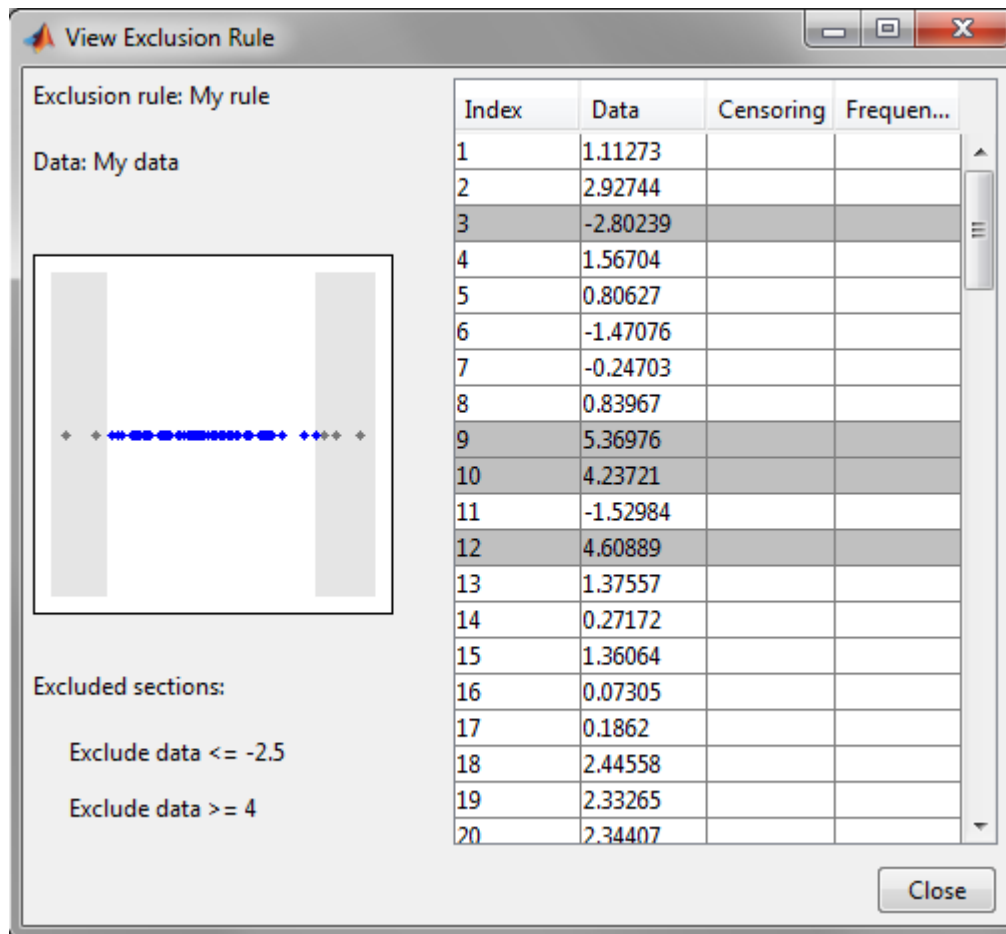 View Exclusion Rule
Exclusion rule: My rule
Data: My data
Excluded sections:
Exclude data <= -2.5
Exclude data >= 4
Index Data Censoring Frequen...
1 1.11273
2 2.92744
3 -2.80239
4 1.56704
5 0.80627
6 -1.47076
7 -0.24703
8 0.83967
9 5.36976
10 4.23721
11 -1.52984
12 4.60889
13 1.37557
14 0.27172
15 1.36064
16 0.07305
17 0.1862
18 2.44558
19 2.33265
20 2.34407
Close